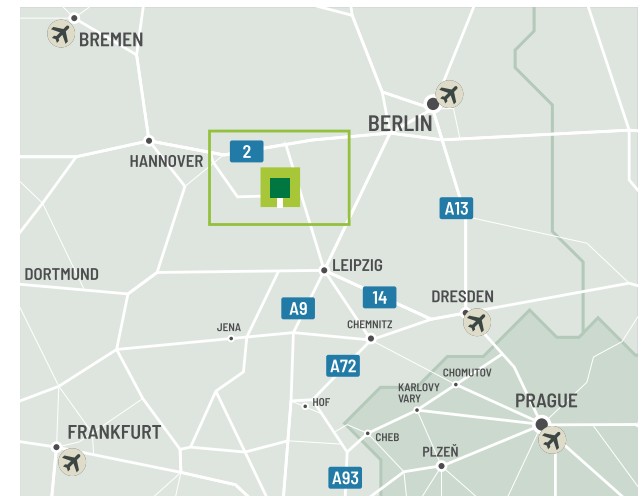 BREMEN
BERLIN
HANNOVER
2
A13
DORTMUND
LEIPZIG
14
A9
DRESDEN
JENA
CHEMNITZ
A72
CHOMUTOV
KARLOVY
VARY
HOF
PRAGUE
FRANKFURT
CHEB
PLZEŇ
A93